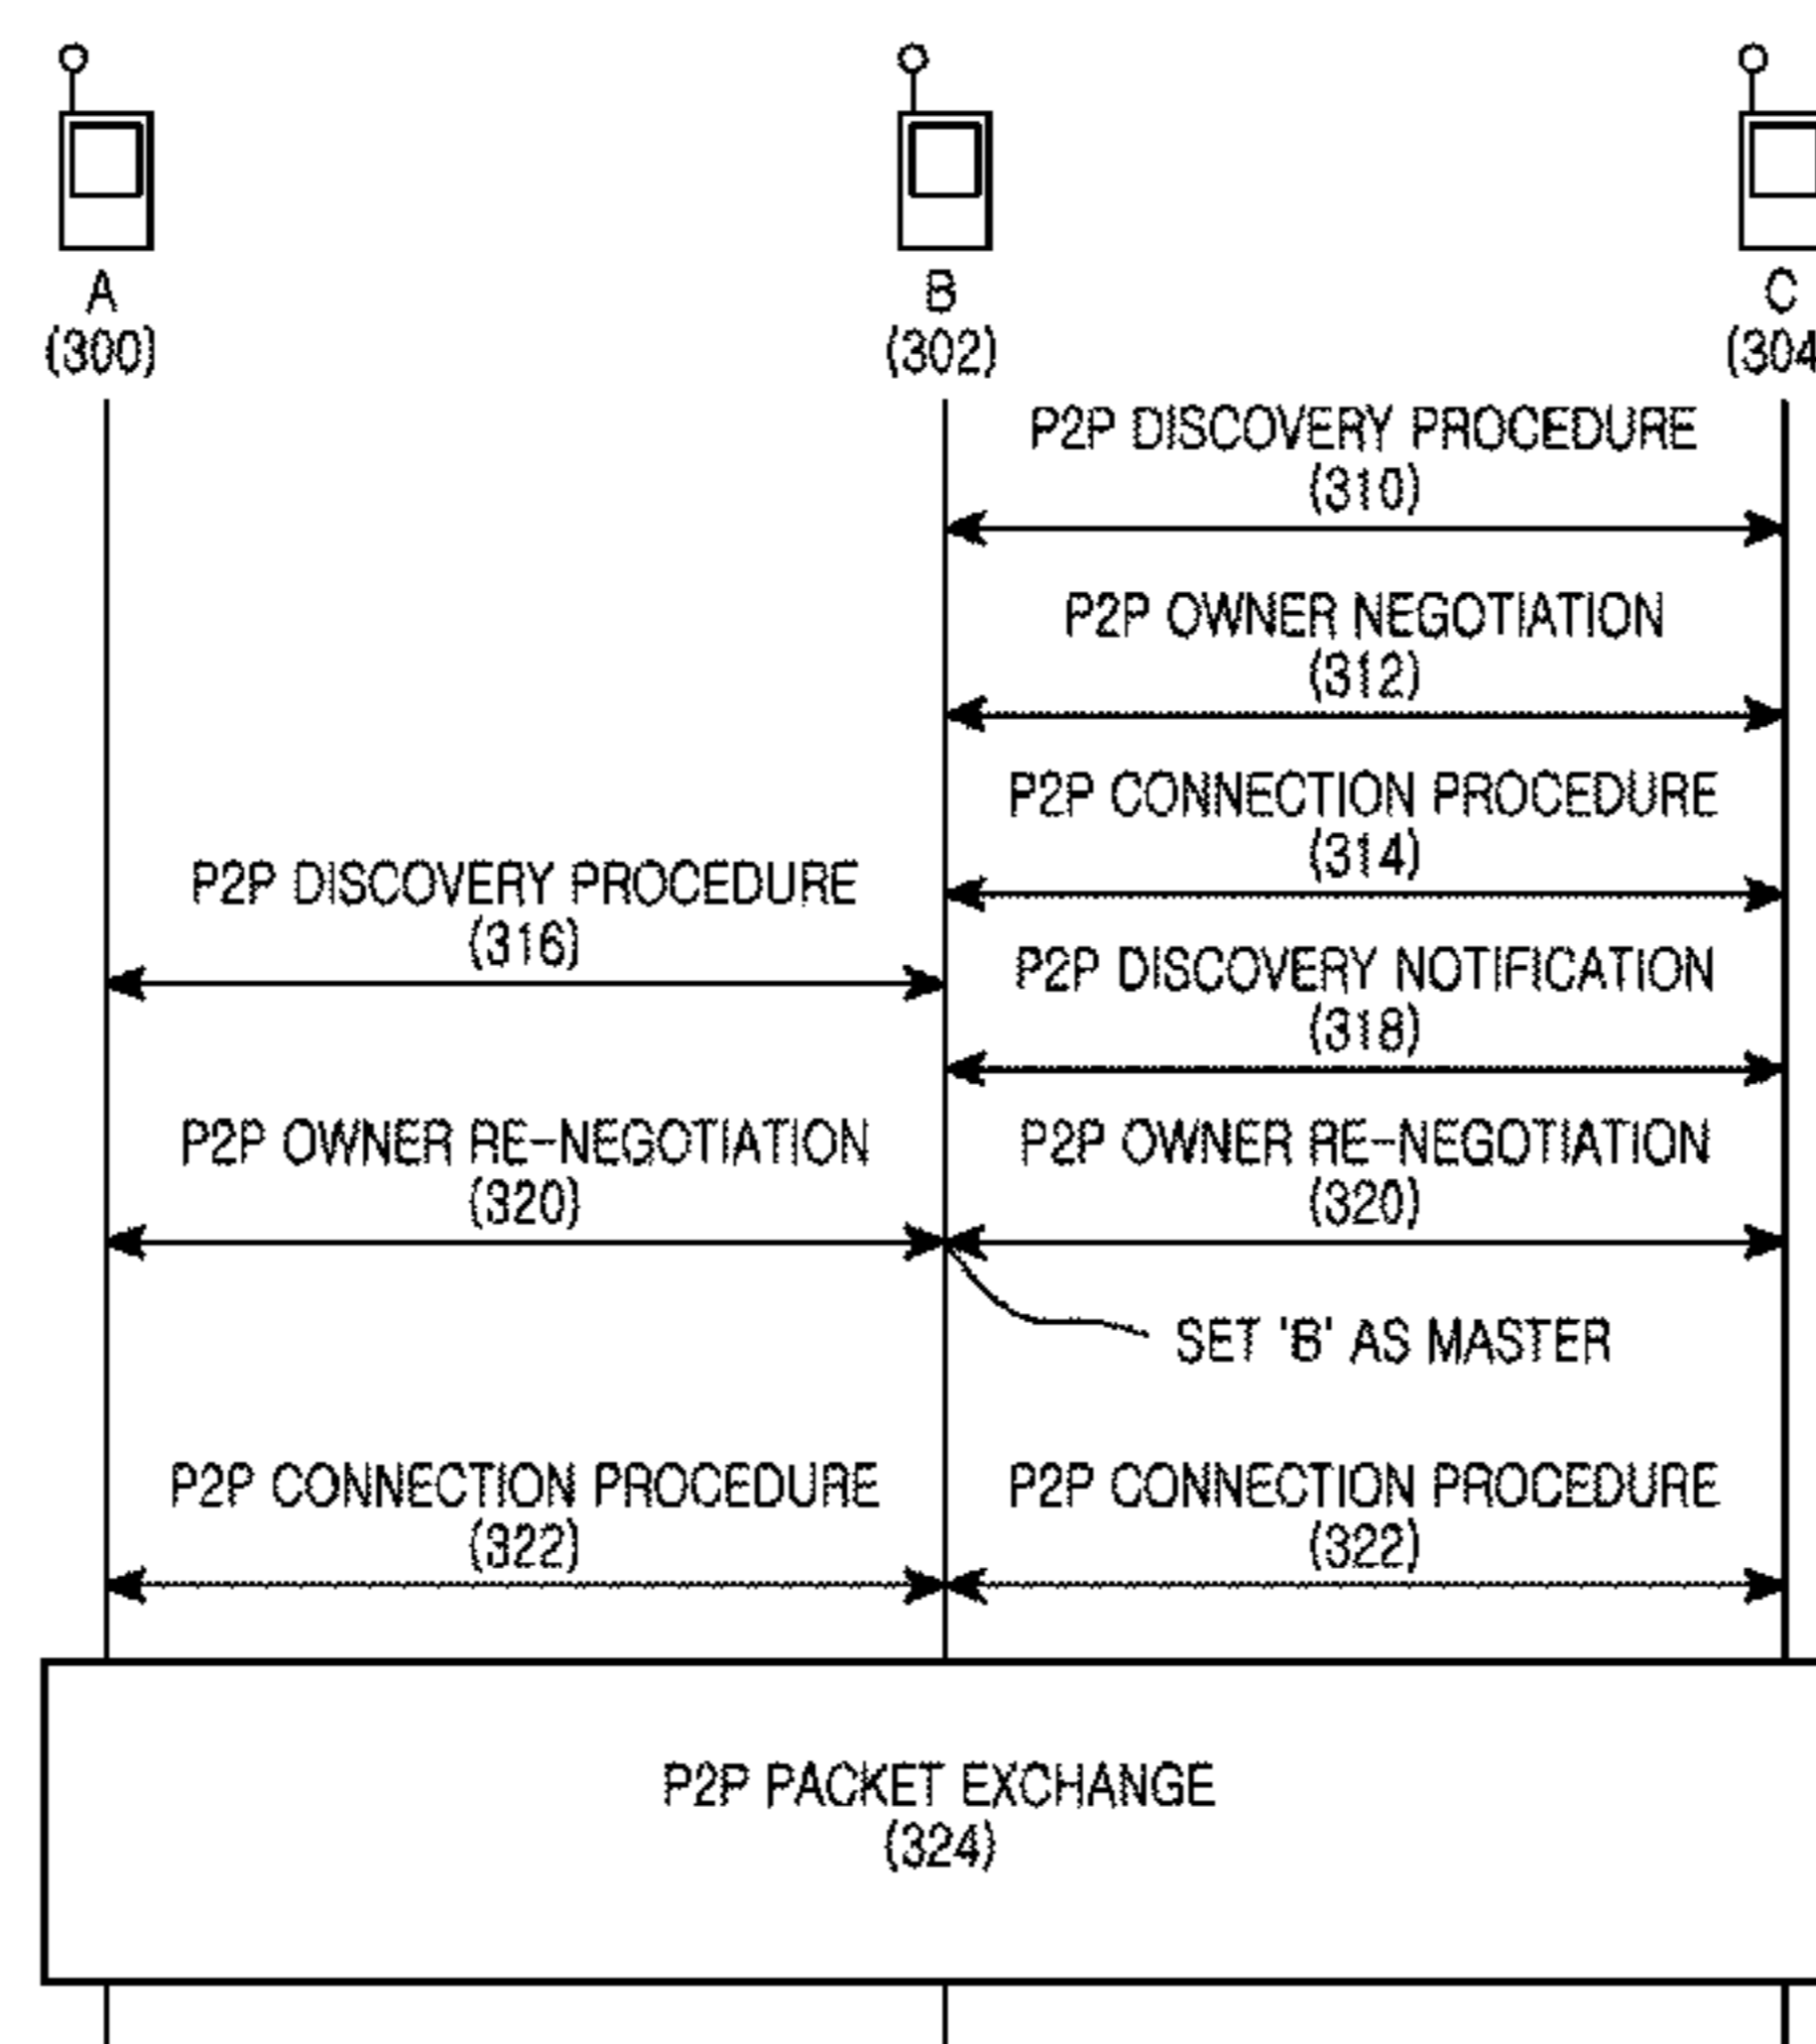 A
(300)
B
(302)
C
(304
P2P DISCOVERY PROCEDURE
(310)
P2P OWNER NEGOTIATION
(312)
P2P CONNECTION PROCEDURE
(314)
P2P DISCOVERY PROCEDURE
(316)
P2P DISCOVERY NOTIFICATION
(318)
P2P OWNER RE-NEGOTIATION
(320)
P2P OWNER RE-NEGOTIATION
(320)
SET 'B' AS MASTER
P2P CONNECTION PROCEDURE
(322)
P2P CONNECTION PROCEDURE
(322)
P2P PACKET EXCHANGE
(324)